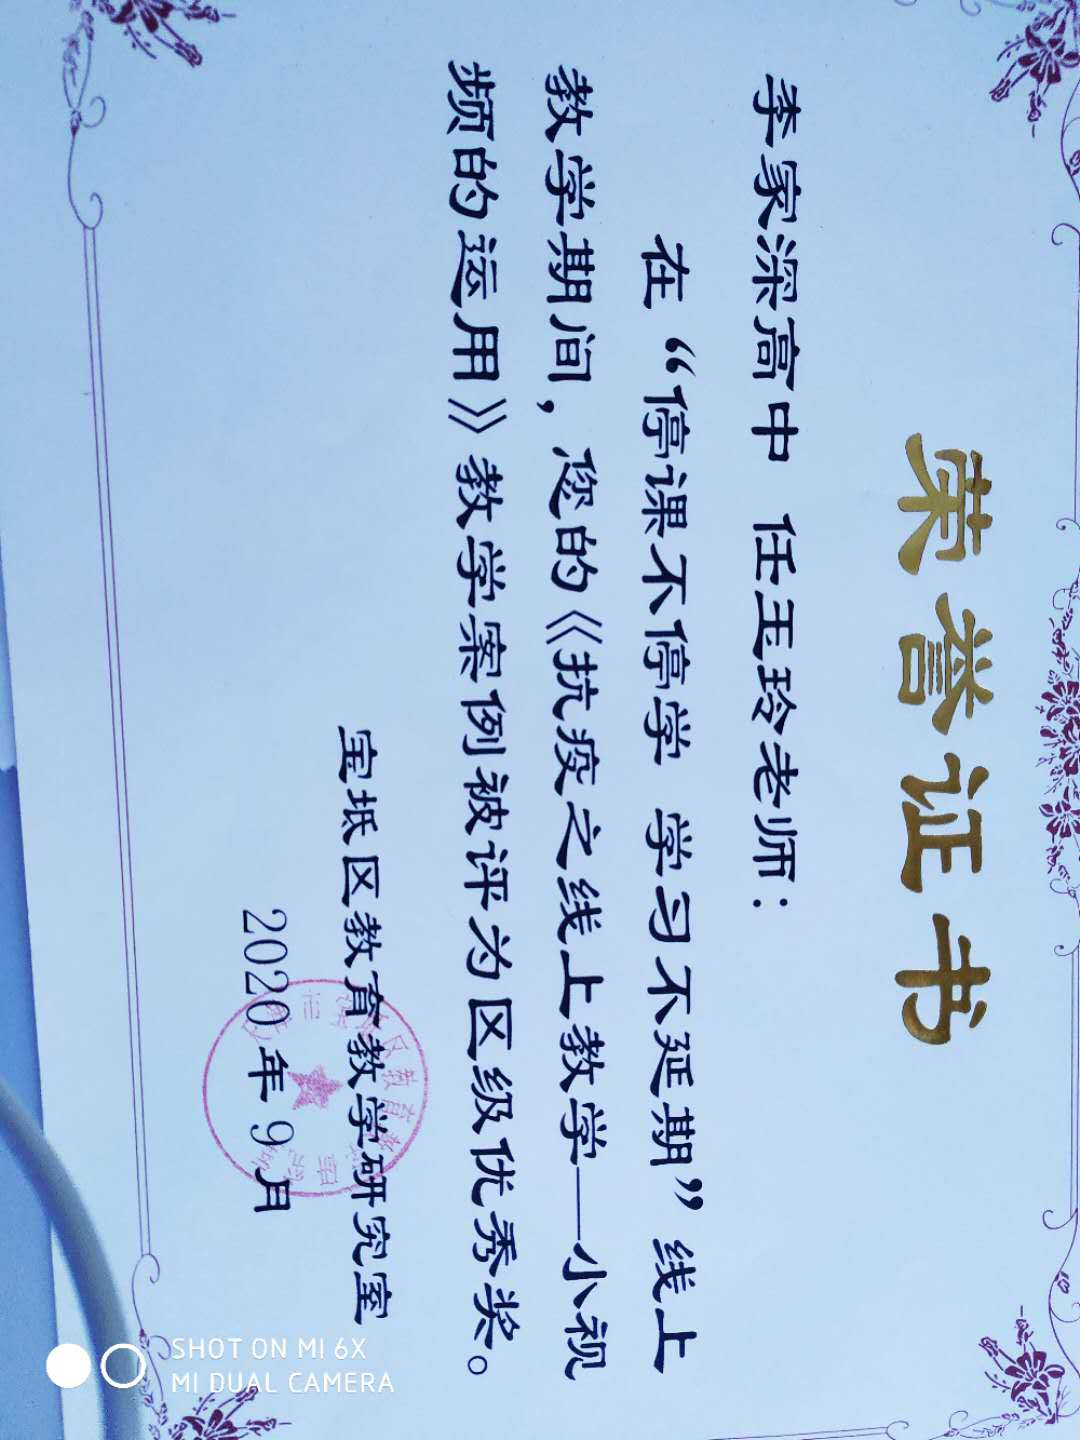 荣誉证书
李家深高中 任玉玲老师：
在“停课不停学 学习不延期”线上
教学期间，您的《抗疫之线上教学——小视
频的运用》教学案例被评为区级优秀奖。
宝坻区教育教学研究室
2020年9月
SHOT ON MI 6X
MI DUAL CAMERA